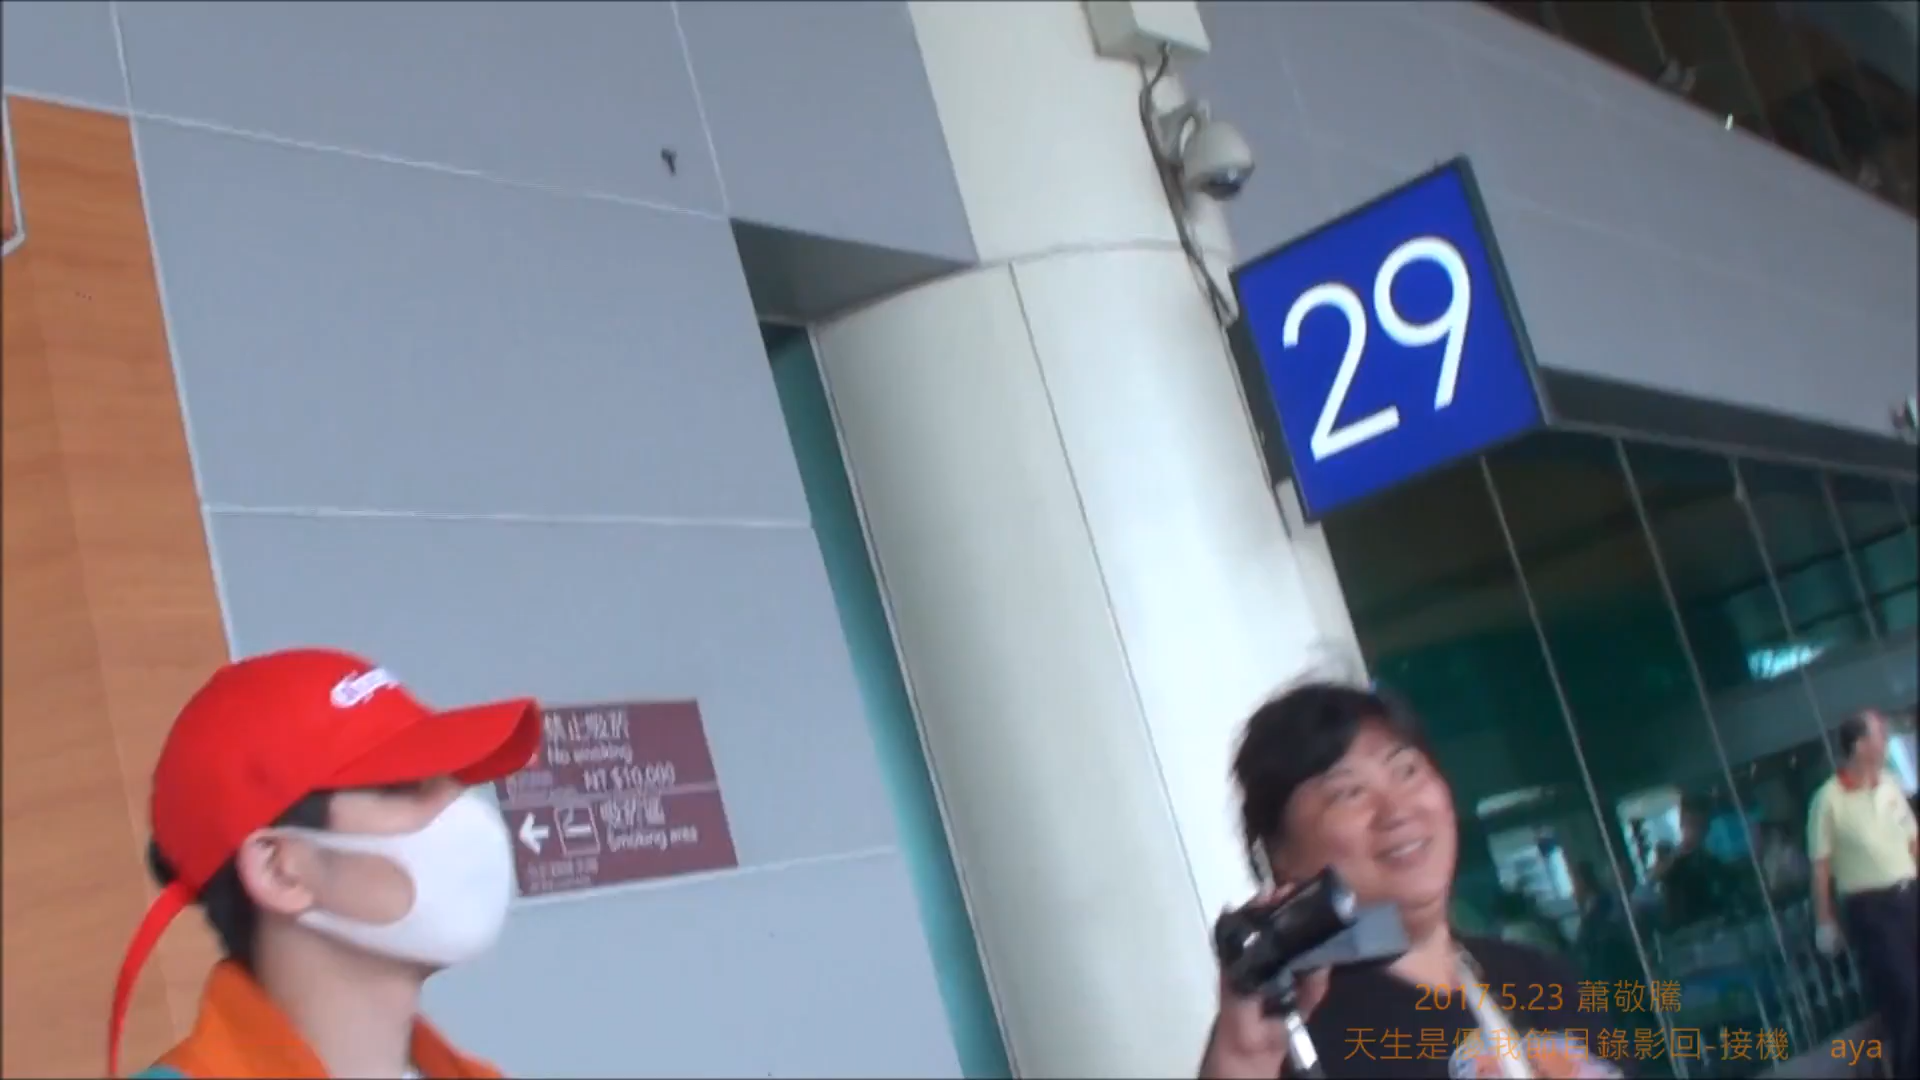 29
禁止吸菸
No smoking
NT $10,000
吸菸區
Smoking area
2017.5.23 蕭敬騰
天生是優我節目錄影回-接機 aya